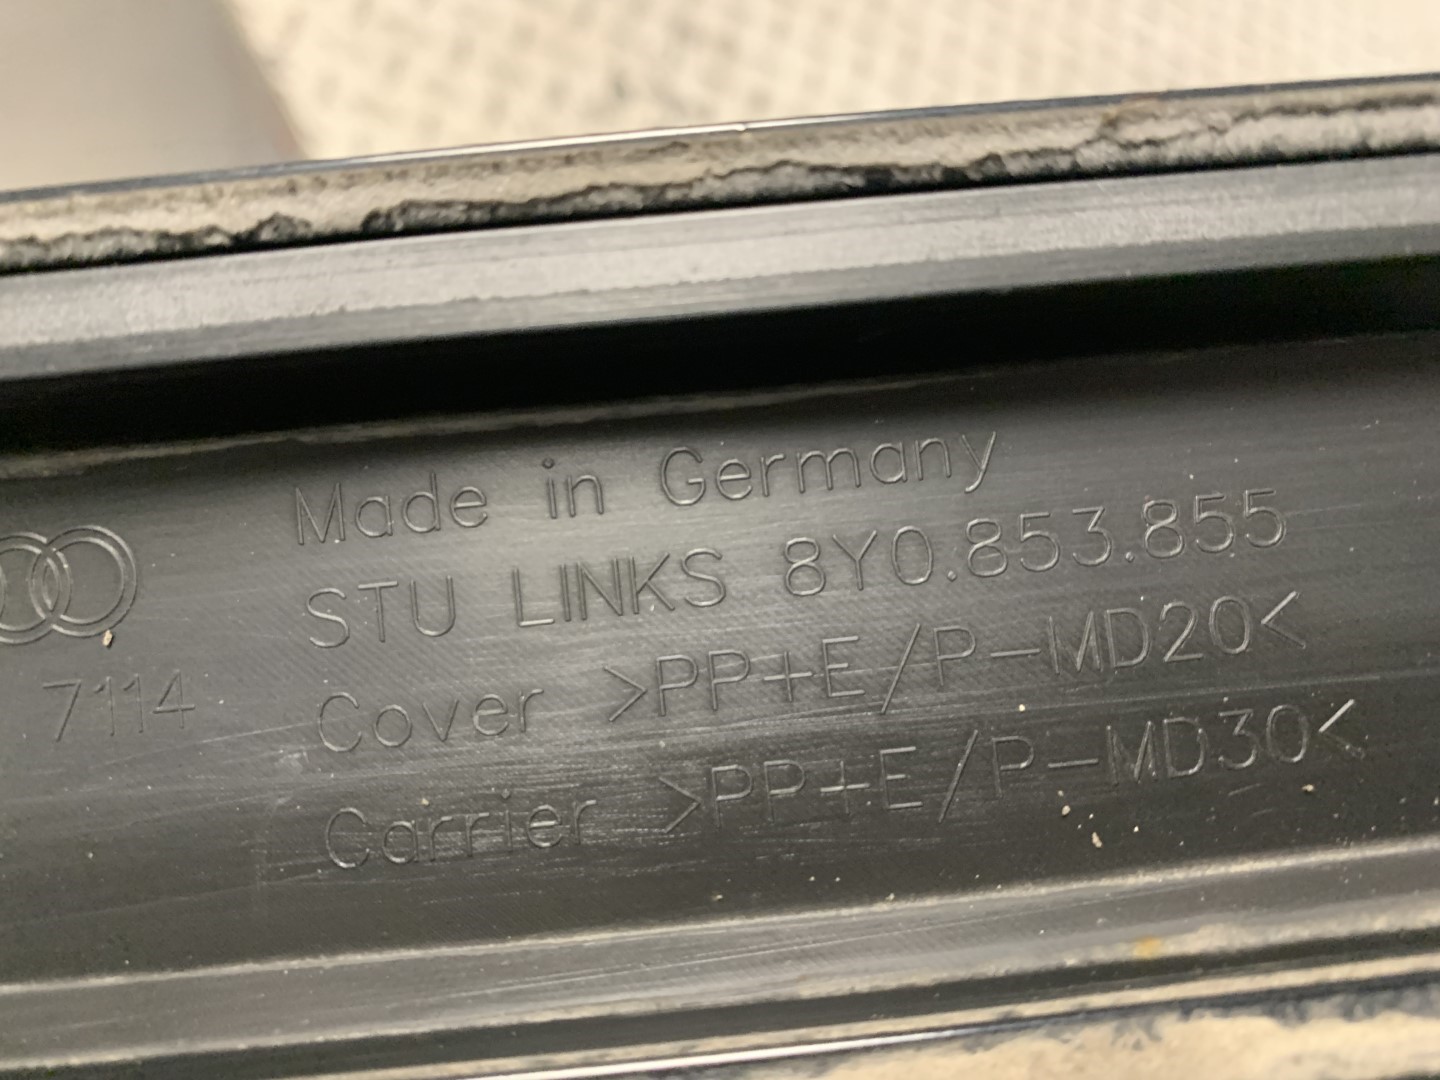 Made in Germany
STU LINKS 8Y0.853.855
7114
Cover >PP+E/P-MD20<
Carrier >PP+E/P-MD30<